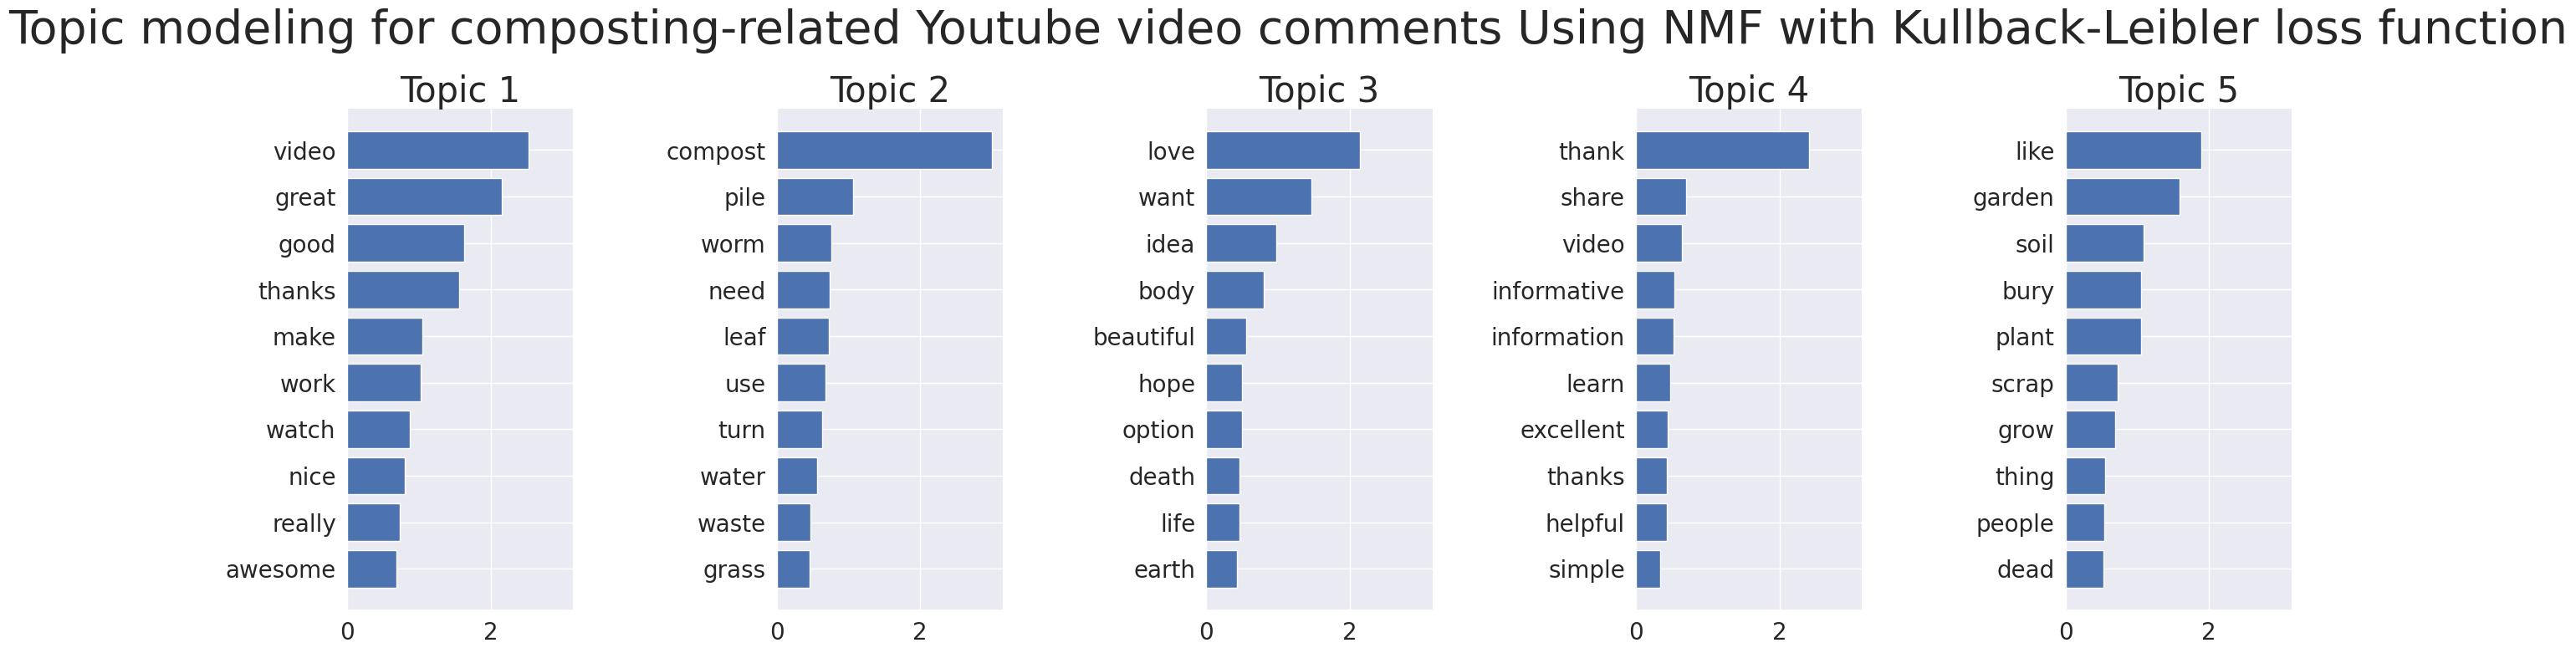 Topic modeling for composting-related Youtube video comments Using NMF with Kullback-Leibler loss function
Topic 1
video
great
good
thanks
make
work
watch
nice
really
awesome
0 2
Topic 2
compost
pile
worm
need
leaf
use
turn
water
waste
grass
0 2
Topic 3
love
want
idea
body
beautiful
hope
option
death
life
earth
0 2
Topic 4
thank
share
video
informative
information
learn
excellent
thanks
helpful
simple
0 2
Topic 5
like
garden
soil
bury
plant
scrap
grow
thing
people
dead
0 2